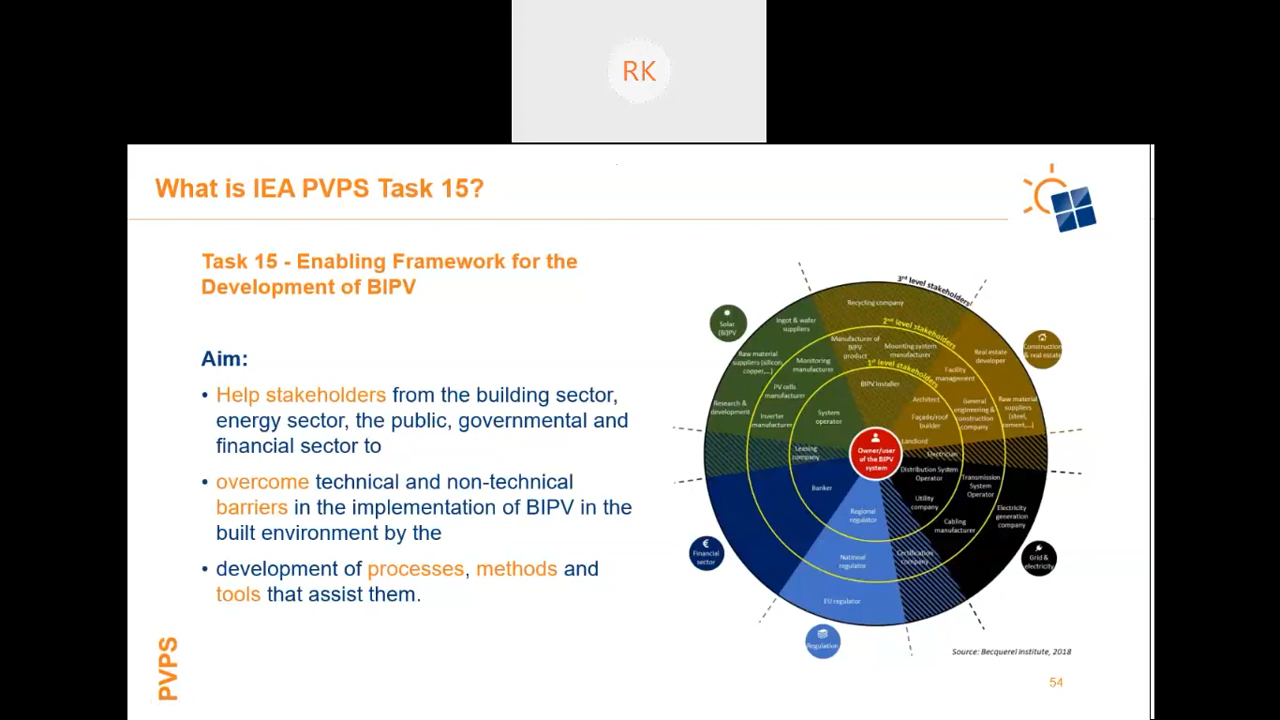 RK
What is IEA PVPS Task 15?
Task 15 - Enabling Framework for the
Development of BIPV
Aim:
• Help stakeholders from the building sector,
energy sector, the public, governmental and
financial sector to
• overcome technical and non-technical
barriers in the implementation of BIPV in the
built environment by the
• development of processes, methods and
tools that assist them.
PVPS
3rd level stakeholders
Recycling company
2nd level stakeholders
Ingot & wafer
suppliers
Manufacturer of
BIPV
product
Mounting system
manufacturer
1st level stakeholders
Solar
(BI)PV
Construction
& real estate
Raw material
suppliers (silicon,
copper,...)
Monitoring
manufacturer
Real estate
developer
Facility
management
BIPV Installer
PV cells
manufacturer
Architect
Research &
development
Inverter
manufacturer
System
operator
Façade/roof
builder
General
engineering &
construction
company
Raw material
suppliers
(steel,
cement,...)
Landlord
Leasing
company
Owner/user
of the BIPV
system
Electrician
Distribution System
Operator
Transmission
System
Operator
Banker
Utility
company
Regional
regulator
Electricity
generation
company
Cabling
manufacturer
Financial
sector
National
regulator
Certification
company
Grid &
electricity
EU regulator
Regulation
Source: Becquerel Institute, 2018
54